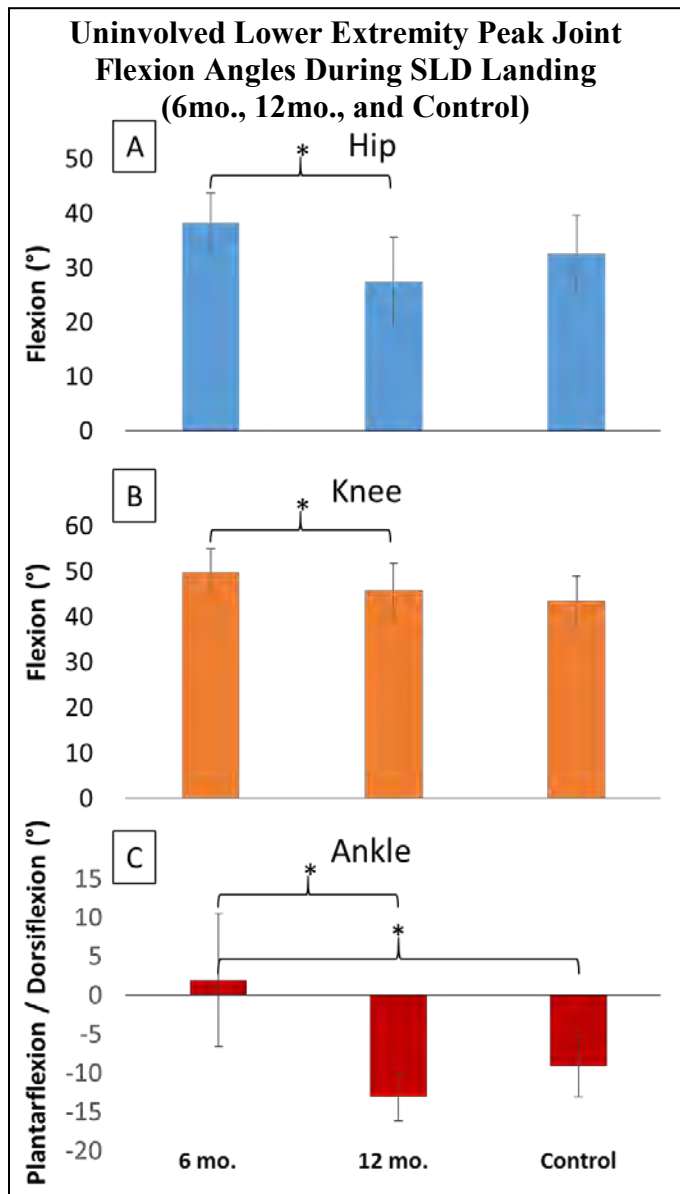 Uninvolved Lower Extremity Peak Joint
Flexion Angles During SLD Landing
(6mo., 12mo., and Control)
A
Hip
*
50
40
30
20
10
0
Flexion (°)
B
Knee
*
60
50
40
30
20
10
0
Flexion (°)
C
Ankle
*
*
15
10
5
0
-5
-10
-15
-20
Plantarflexion / Dorsiflexion (°)
6 mo. 12 mo. Control